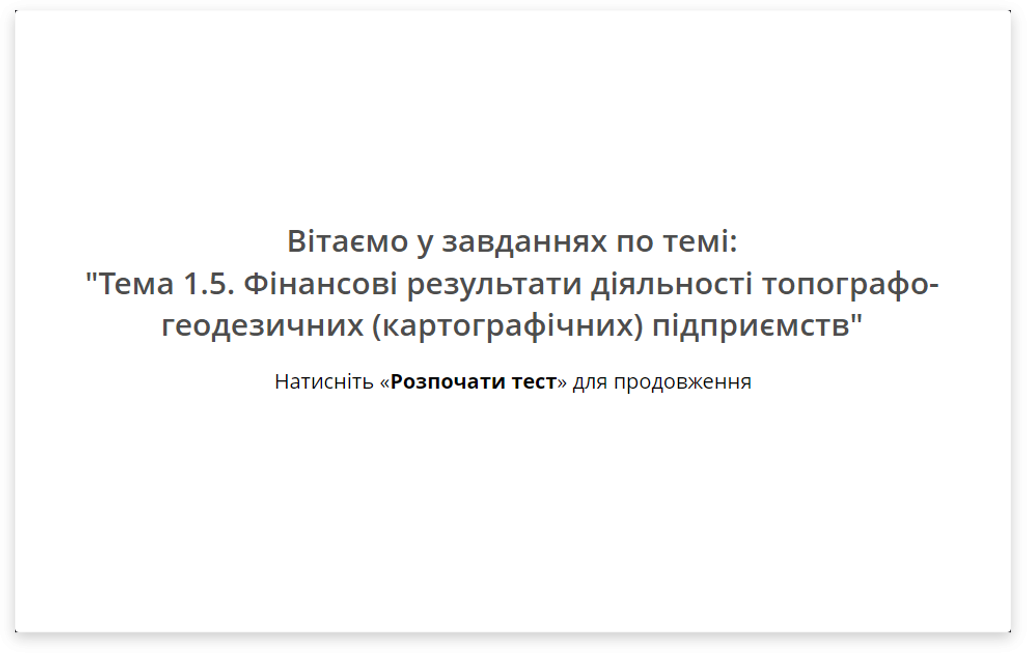 Вітаємо у завданнях по темі:
"Тема 1.5. Фінансові результати діяльності топографо-
геодезичних (картографічних) підприємств"
Натисніть «Розпочати тест» для продовження